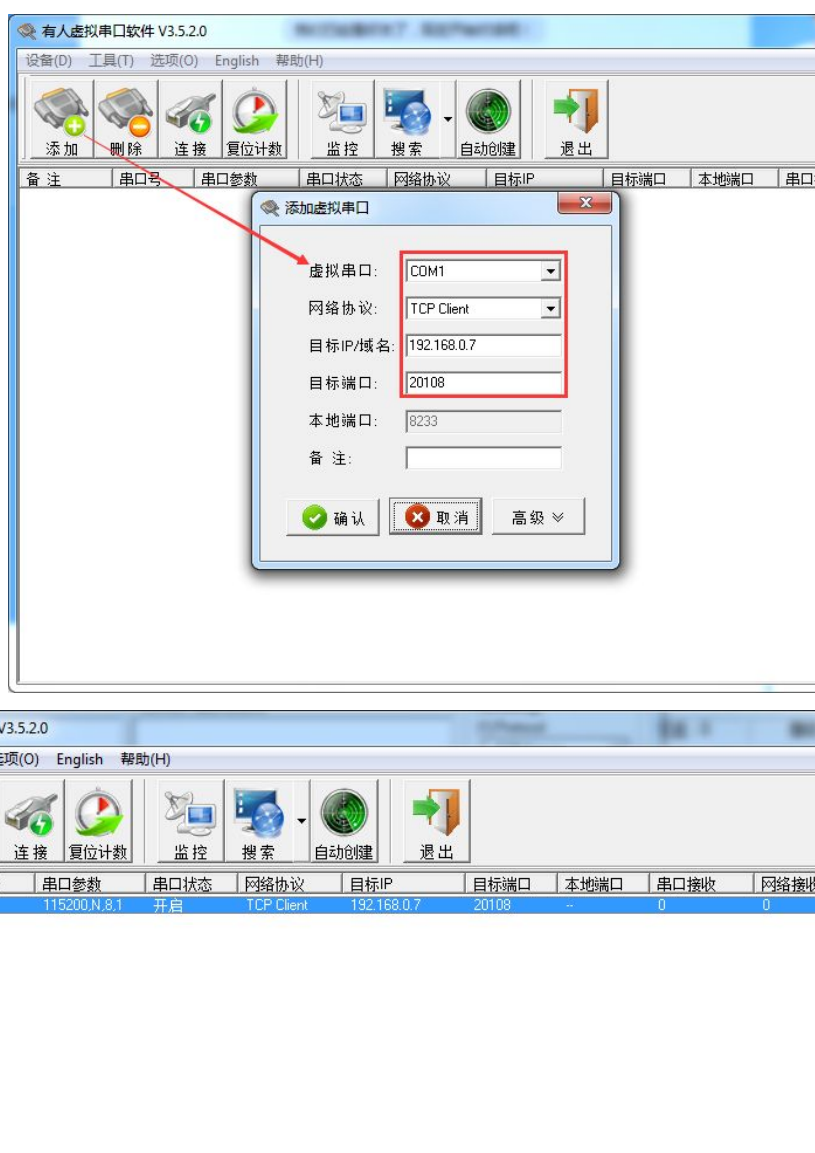 有人虚拟串口软件 V3.5.2.0
设备(D) 工具(T) 选项(O) English 帮助(H)
添加 删除 连接 复位计数 监控 搜索 自动创建 退出
备注 串口号 串口参数 串口状态 网络协议 目标IP 目标端口 本地端口 串口
添加虚拟串口
虚拟串口: COM1
网络协议: TCP Client
目标IP/域名: 192.168.0.7
目标端口: 20108
本地端口: 8233
备 注:
确认 取消 高级
V3.5.2.0
选项(O) English 帮助(H)
连接 复位计数 监控 搜索 自动创建 退出
串口参数 串口状态 网络协议 目标IP 目标端口 本地端口 串口接收 网络接收
115200,N,8,1 开启 TCP Client 192.168.0.7 20108 -- 0 0